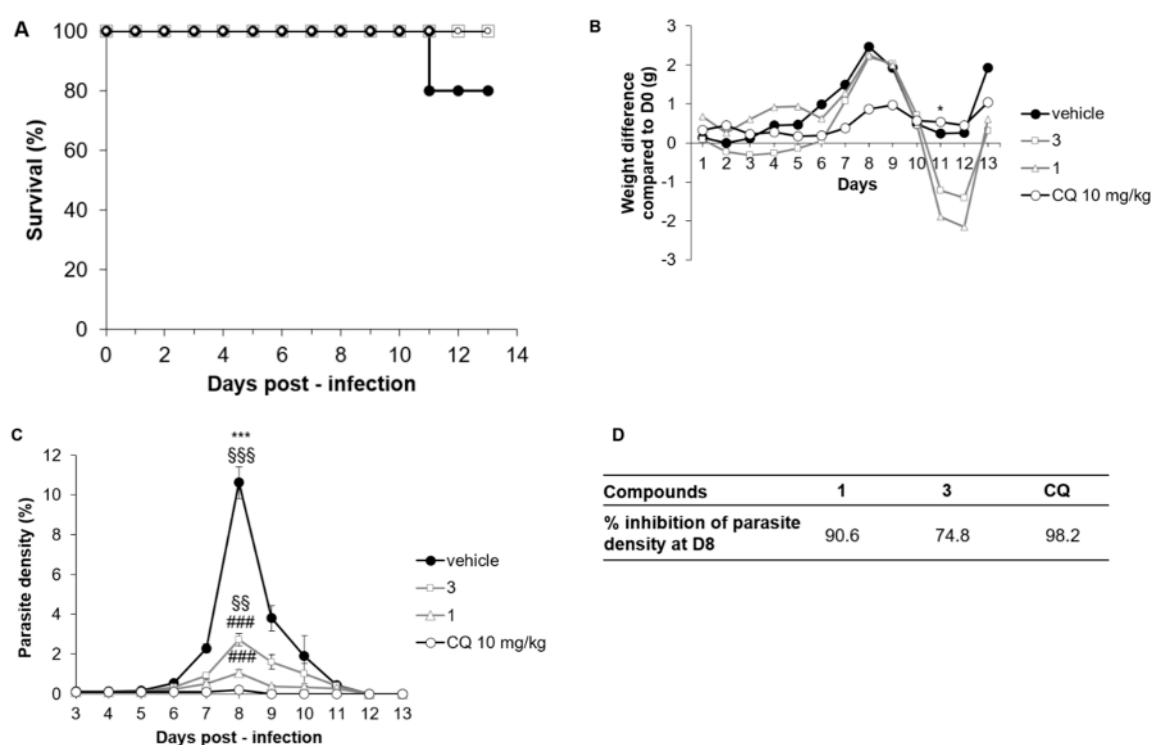 A
100
80
60
40
20
0
Survival (%)
0 2 4 6 8 10 12 14
Days post - infection
B
3
2
1
0
-1
-2
-3
Weight difference
compared to D0 (g)
*
1 2 3 4 5 6 7 8 9 10 11 12 13
Days
vehicle
3
1
CQ 10 mg/kg
C
12
10
8
6
4
2
0
Parasite density (%)
***
§§§
§§
###
###
3 4 5 6 7 8 9 10 11 12 13
Days post - infection
vehicle
3
1
CQ 10 mg/kg
D
Compounds 1 3 CQ
% inhibition of parasite
density at D8 90.6 74.8 98.2